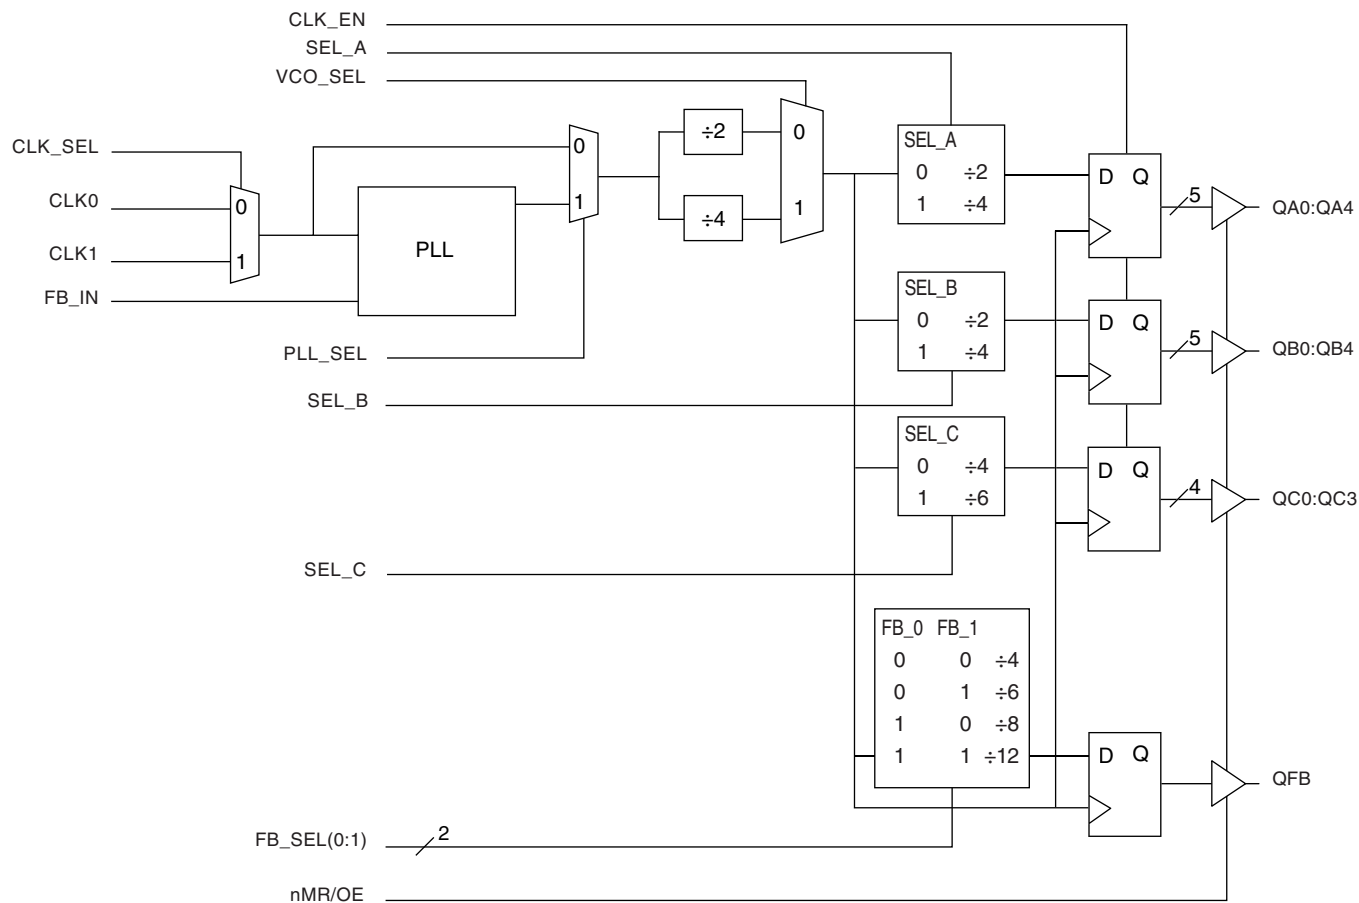 CLK_EN
SEL_A
VCO_SEL
CLK_SEL
CLK0
CLK1
FB_IN
0
1
PLL
0
1
PLL_SEL
÷2
÷4
0
1
SEL_A
0 ÷2
1 ÷4
D Q
5
QA0:QA4
SEL_B
0 ÷2
1 ÷4
D Q
5
QB0:QB4
SEL_B
SEL_C
0 ÷4
1 ÷6
D Q
4
QC0:QC3
SEL_C
FB_0 FB_1
0 0 ÷4
0 1 ÷6
1 0 ÷8
1 1 ÷12
D Q
QFB
FB_SEL(0:1)
2
nMR/OE